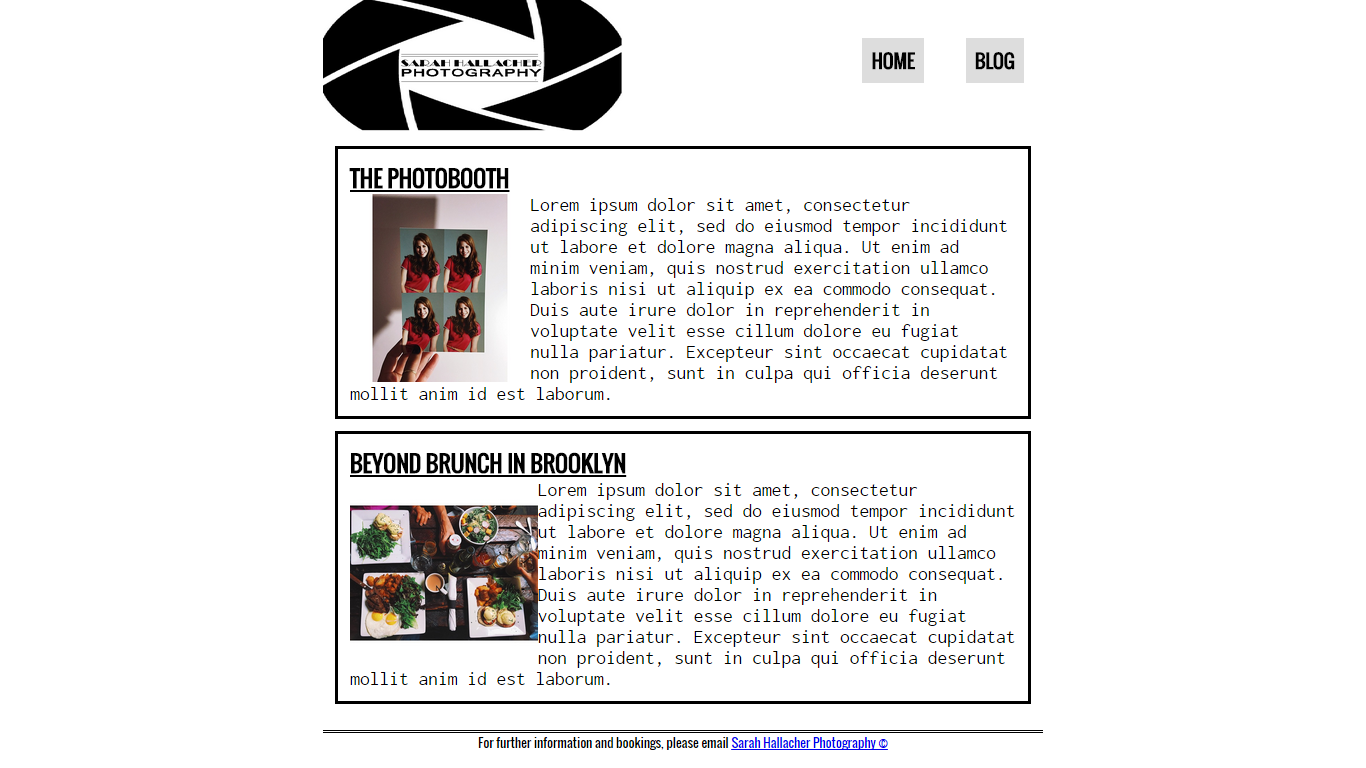 SARAH HALLACHER
PHOTOGRAPHY
HOME
BLOG
THE PHOTOBOOTH
Lorem ipsum dolor sit amet, consectetur
adipiscing elit, sed do eiusmod tempor incididunt
ut labore et dolore magna aliqua. Ut enim ad
minim veniam, quis nostrud exercitation ullamco
laboris nisi ut aliquip ex ea commodo consequat.
Duis aute irure dolor in reprehenderit in
voluptate velit esse cillum dolore eu fugiat
nulla pariatur. Excepteur sint occaecat cupidatat
non proident, sunt in culpa qui officia deserunt
mollit anim id est laborum.
BEYOND BRUNCH IN BROOKLYN
Lorem ipsum dolor sit amet, consectetur
adipiscing elit, sed do eiusmod tempor incididunt
ut labore et dolore magna aliqua. Ut enim ad
minim veniam, quis nostrud exercitation ullamco
laboris nisi ut aliquip ex ea commodo consequat.
Duis aute irure dolor in reprehenderit in
voluptate velit esse cillum dolore eu fugiat
nulla pariatur. Excepteur sint occaecat cupidatat
non proident, sunt in culpa qui officia deserunt
mollit anim id est laborum.
For further information and bookings, please email Sarah Hallacher Photography ©